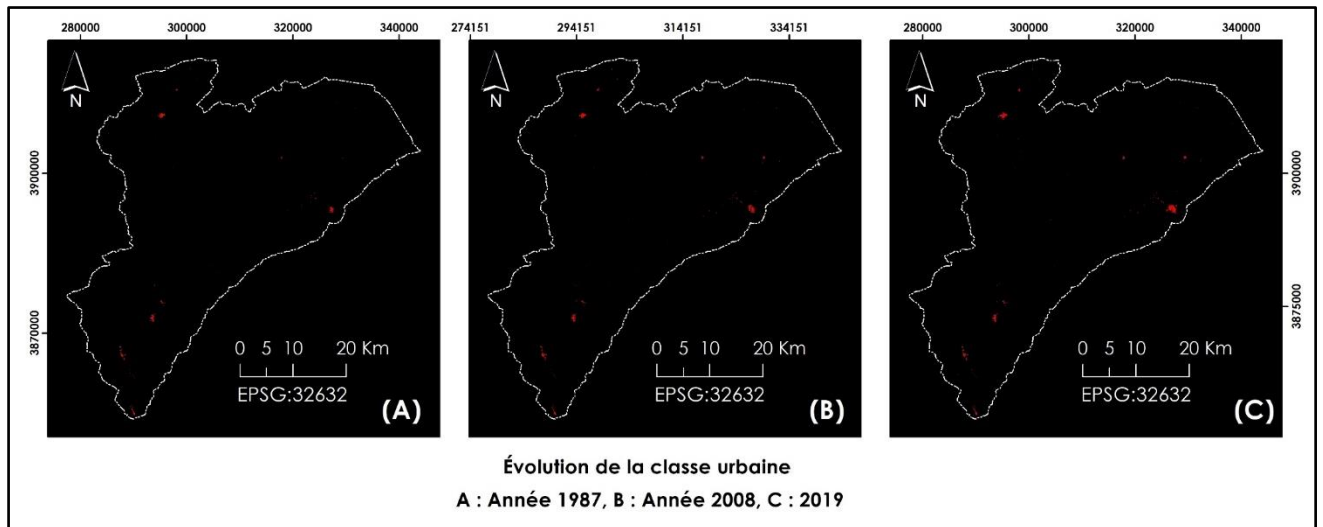 280000 300000 320000 340000
274151 294151 314151 334151
280000 300000 320000 340000
N
N
N
3900000
3900000
3870000
3875000
0 5 10 20 Km
EPSG:32632
(A)
0 5 10 20 Km
EPSG:32632
(B)
0 5 10 20 Km
EPSG:32632
(C)
Évolution de la classe urbaine
A : Année 1987, B : Année 2008, C : 2019